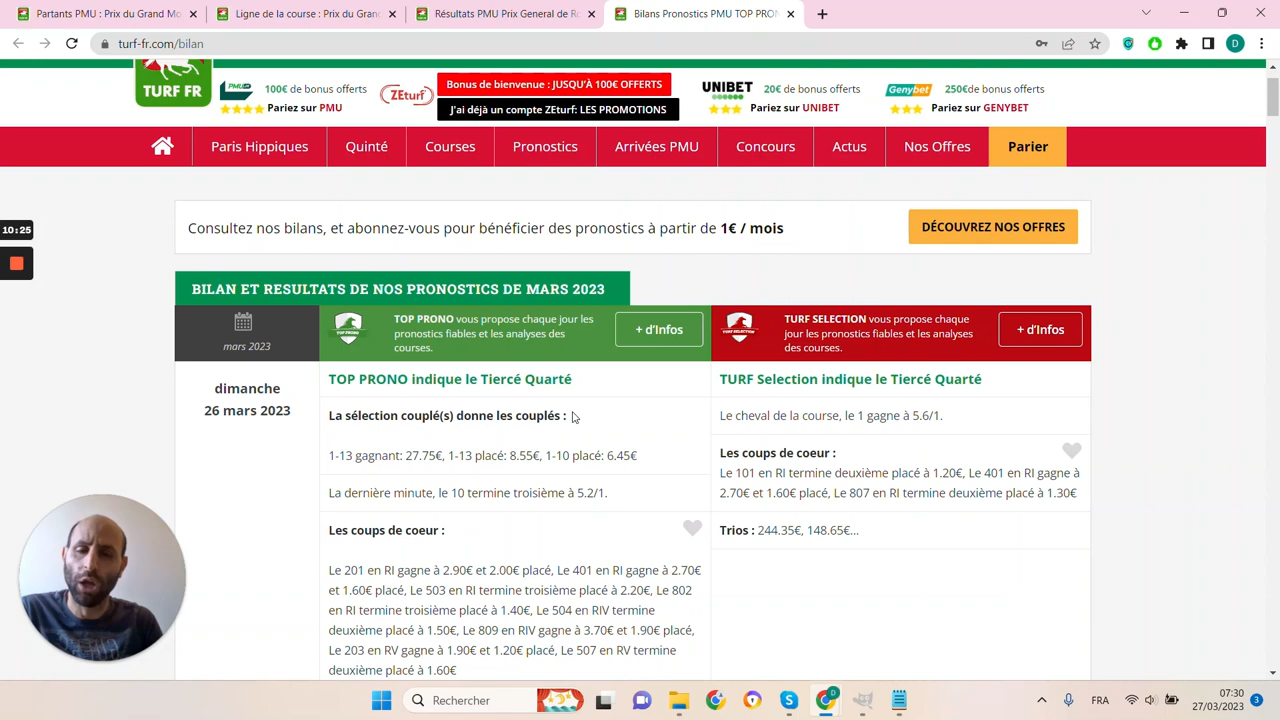 Partants PMU : Prix du Grand Mo
Ligne de la course : Prix du Gran
Résultats PMU Prix General de Ro
Bilans Pronostics PMU TOP PRON
turf-fr.com/bilan
D
TURF FR
PMU
100€ de bonus offerts
Pariez sur PMU
ZEturf
Bonus de bienvenue : JUSQU'À 100€ OFFERTS
J'ai déjà un compte ZEturf: LES PROMOTIONS
UNIBET
20€ de bonus offerts
Pariez sur UNIBET
Genybet
250€de bonus offerts
Pariez sur GENYBET
Paris Hippiques
Quinté
Courses
Pronostics
Arrivées PMU
Concours
Actus
Nos Offres
Parier
10:25
Consultez nos bilans, et abonnez-vous pour bénéficier des pronostics à partir de 1€ / mois
DÉCOUVREZ NOS OFFRES
BILAN ET RESULTATS DE NOS PRONOSTICS DE MARS 2023
mars 2023
TOP PRONO
TOP PRONO vous propose chaque jour les
pronostics fiables et les analyses des
courses.
+ d'Infos
TURF SELECTION
TURF SELECTION vous propose chaque
jour les pronostics fiables et les analyses
des courses.
+ d'Infos
dimanche
26 mars 2023
TOP PRONO indique le Tiercé Quarté
La sélection couplé(s) donne les couplés :
1-13 gagnant: 27.75€, 1-13 placé: 8.55€, 1-10 placé: 6.45€
La dernière minute, le 10 termine troisième à 5.2/1.
Les coups de coeur :
Le 201 en RI gagne à 2.90€ et 2.00€ placé, Le 401 en RI gagne à 2.70€
et 1.60€ placé, Le 503 en RI termine troisième placé à 2.20€, Le 802
en RI termine troisième placé à 1.40€, Le 504 en RIV termine
deuxième placé à 1.50€, Le 809 en RIV gagne à 3.70€ et 1.90€ placé,
Le 203 en RV gagne à 1.90€ et 1.20€ placé, Le 507 en RV termine
deuxième placé à 1.60€
TURF Selection indique le Tiercé Quarté
Le cheval de la course, le 1 gagne à 5.6/1.
Les coups de coeur :
Le 101 en RI termine deuxième placé à 1.20€, Le 401 en RI gagne à
2.70€ et 1.60€ placé, Le 807 en RI termine deuxième placé à 1.30€
Trios : 244.35€, 148.65€...
Rechercher
D
FRA
07:30
27/03/2023
3